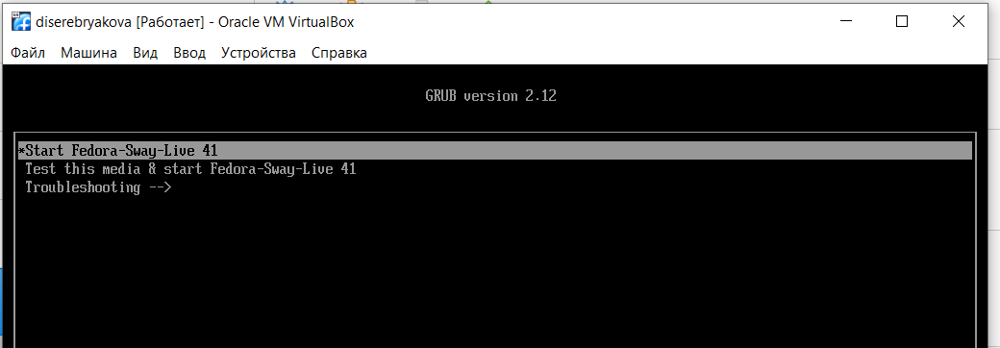 diserebryakova [Работает] - Oracle VM VirtualBox
Файл Машина Вид Ввод Устройства Справка
GRUB version 2.12
*Start Fedora-Sway-Live 41
Test this media & start Fedora-Sway-Live 41
Troubleshooting -->